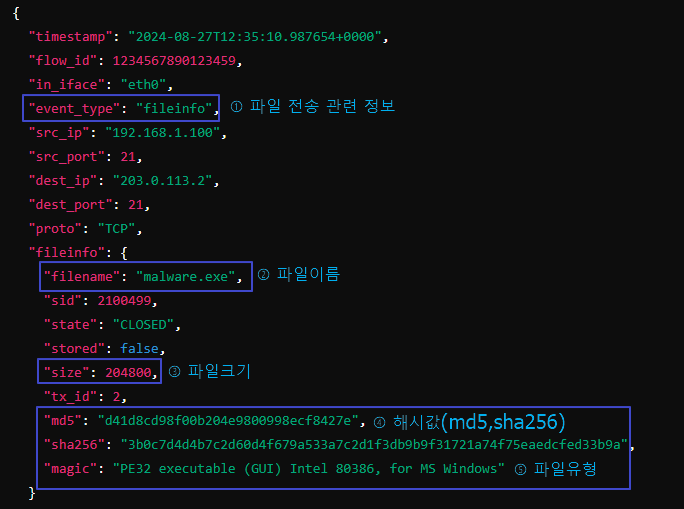 {
"timestamp": "2024-08-27T12:35:10.987654+0000",
"flow_id": 1234567890123459,
"in_iface": "eth0",
"event_type": "fileinfo", ① 파일 전송 관련 정보
"src_ip": "192.168.1.100",
"src_port": 21,
"dest_ip": "203.0.113.2",
"dest_port": 21,
"proto": "TCP",
"fileinfo": {
"filename": "malware.exe", ② 파일이름
"sid": 2100499,
"state": "CLOSED",
"stored": false,
"size": 204800, ③ 파일크기
"tx_id": 2,
"md5": "d41d8cd98f00b204e9800998ecf8427e", ④ 해시값(md5,sha256)
"sha256": "3b0c7d4d4b7c2d60d4f679a533a7c2d1f3db9b9f31721a74f75eaedcfed33b9a",
"magic": "PE32 executable (GUI) Intel 80386, for MS Windows" ⑤ 파일유형
}